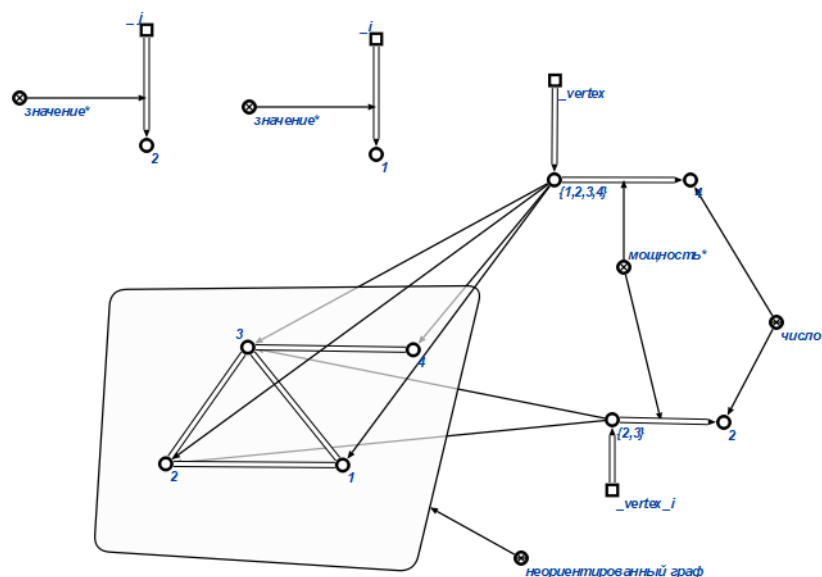 _j
_i
значение*
значение*
2
1
_vertex
{1,2,3,4}
4
мощность*
3
4
число
2
1
{2,3}
2
_vertex_i
неориентированный граф